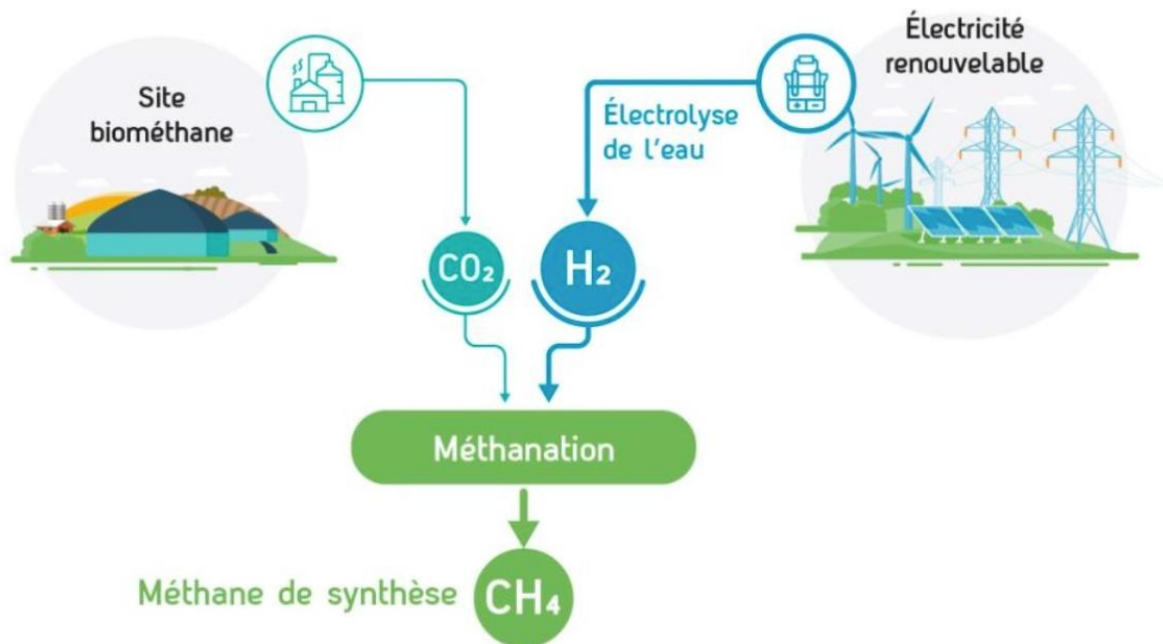 Site
biométhane
Électricité
renouvelable
Électrolyse
de l'eau
CO₂
H₂
Méthanation
Méthane de synthèse
CH₄